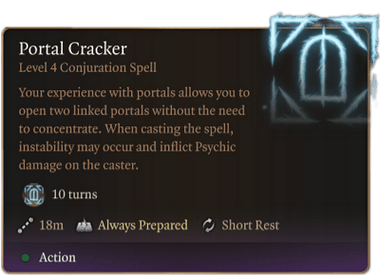 Portal Cracker
Level 4 Conjuration Spell
Your experience with portals allows you to
open two linked portals without the need
to concentrate. When casting the spell,
instability may occur and inflict Psychic
damage on the caster.
10 turns
18m Always Prepared Short Rest
Action